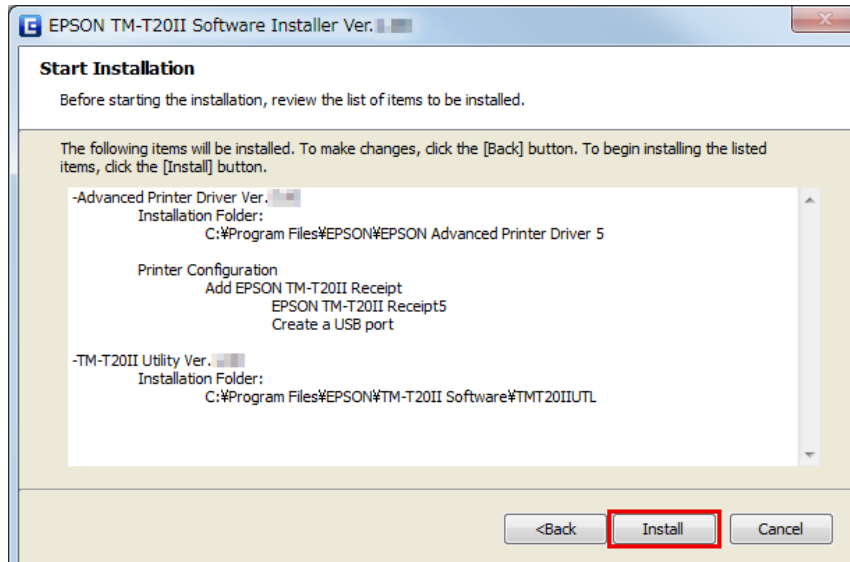 EPSON TM-T20II Software Installer Ver.
Start Installation
Before starting the installation, review the list of items to be installed.
The following items will be installed. To make changes, click the [Back] button. To begin installing the listed
items, click the [Install] button.
-Advanced Printer Driver Ver.
Installation Folder:
C:¥Program Files¥EPSON¥EPSON Advanced Printer Driver 5
Printer Configuration
Add EPSON TM-T20II Receipt
EPSON TM-T20II Receipt5
Create a USB port
-TM-T20II Utility Ver.
Installation Folder:
C:¥Program Files¥EPSON¥TM-T20II Software¥TMT20IIUTL
<Back
Install
Cancel